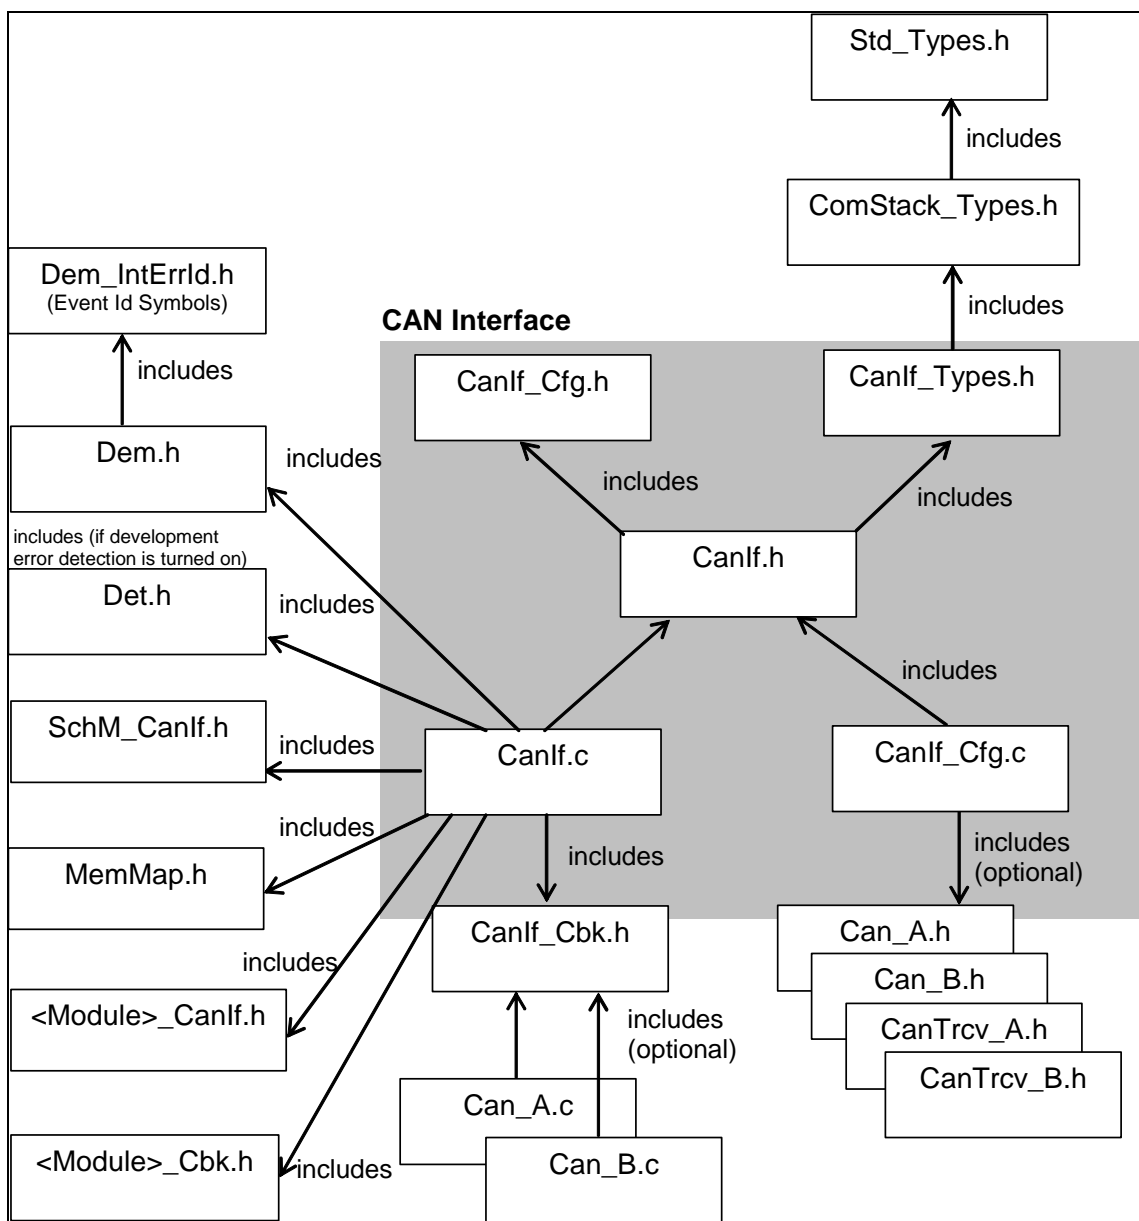 Std_Types.h
includes
ComStack_Types.h
Dem_IntErrId.h
(Event Id Symbols)
includes
CAN Interface
includes
CanIf_Cfg.h
CanIf_Types.h
Dem.h
includes
includes
includes
includes (if development
error detection is turned on)
CanIf.h
Det.h
includes
includes
SchM_CanIf.h
includes
CanIf.c
CanIf_Cfg.c
includes
includes
includes
(optional)
MemMap.h
CanIf_Cbk.h
Can_A.h
includes
Can_B.h
<Module>_CanIf.h
includes
(optional)
CanTrcv_A.h
CanTrcv_B.h
Can_A.c
<Module>_Cbk.h
includes
Can_B.c